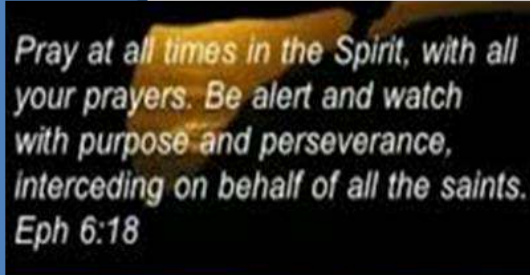 Pray at all times in the Spirit, with all
your prayers. Be alert and watch
with purpose and perseverance,
interceding on behalf of all the saints.
Eph 6:18